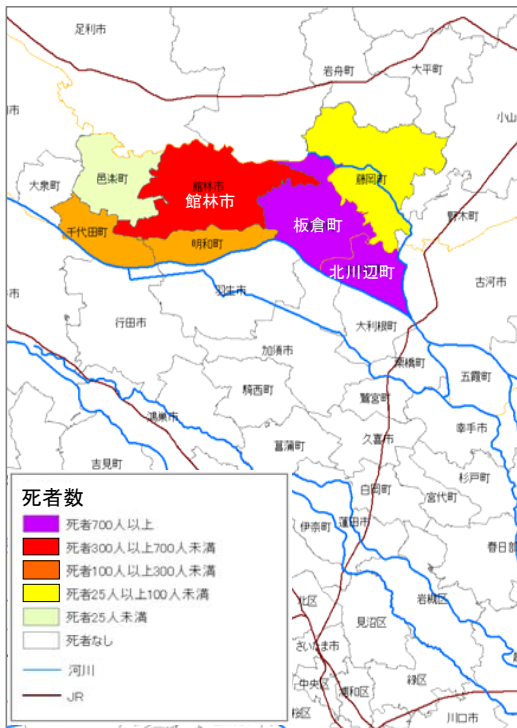 足利市
岩舟町
大平町
小山
邑楽町
館林市
館林市
藤岡町
大泉町
千代田町
明和町
板倉町
野木町
北川辺町
古河市
羽生市
行田市
大利根町
加須市
栗橋町
五霞町
騎西町
鷲宮町
鴻巣市
菖蒲町
久喜市
幸手市
吉見町
杉戸町
白岡町
宮代町
伊奈町
蓮田市
春日部
岩槻区
北区
見沼区
さいたま市
中央区
浦和区
緑区
桜区
川口市
死者数
死者700人以上
死者300人以上700人未満
死者100人以上300人未満
死者25人以上100人未満
死者25人未満
死者なし
河川
JR